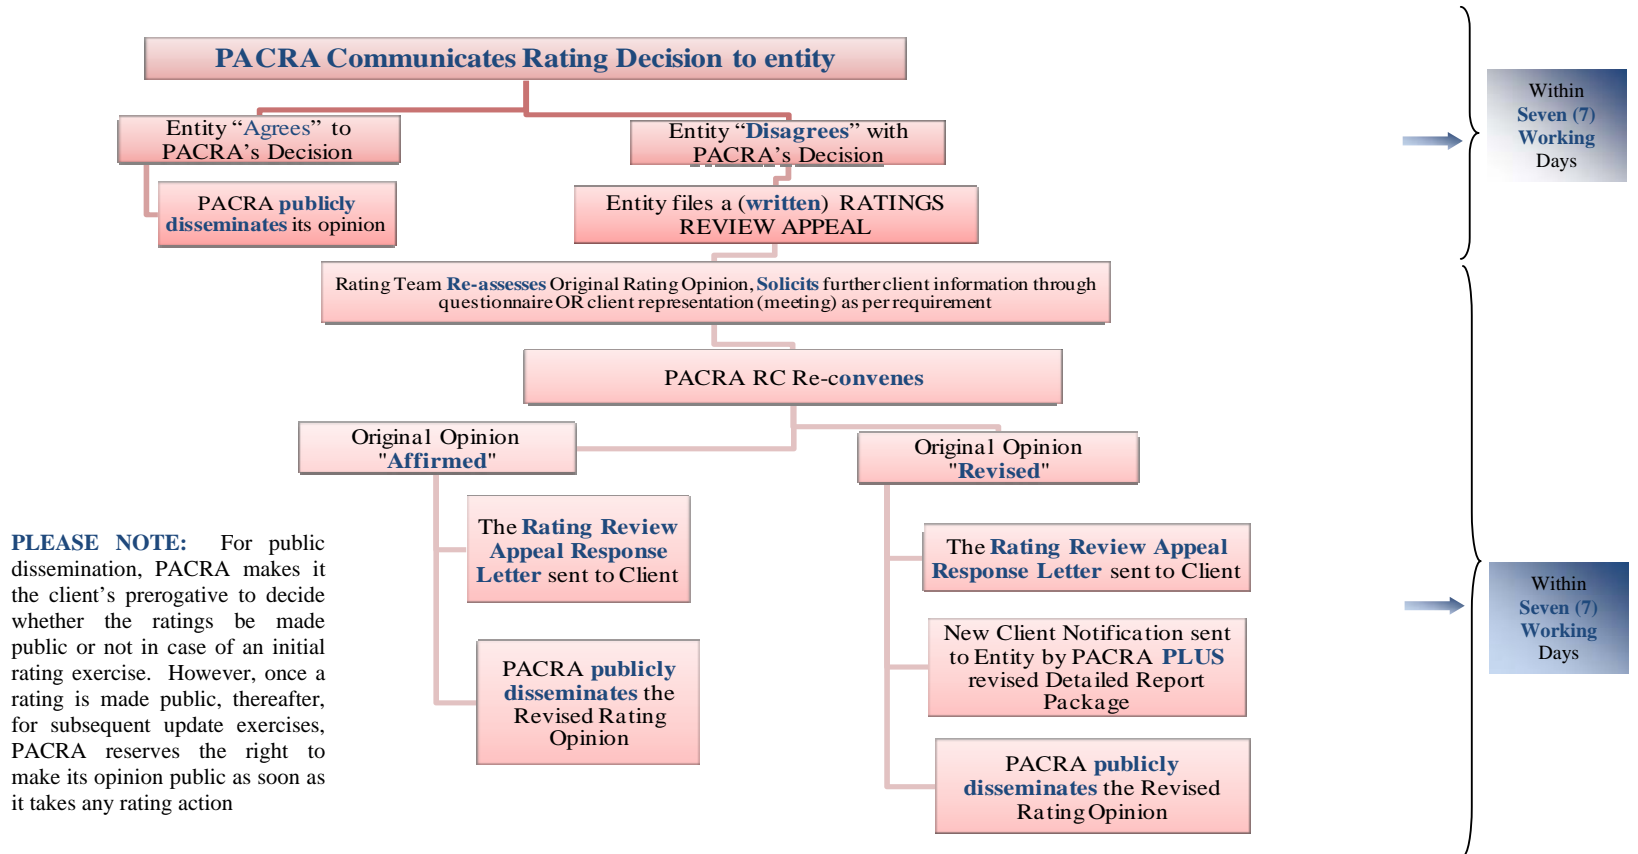 PACRA Communicates Rating Decision to entity
Entity “Agrees” to
PACRA’s Decision
Entity “Disagrees” with
PACRA’s Decision
PACRA publicly
disseminates its opinion
Entity files a (written) RATINGS
REVIEW APPEAL
Within
Seven (7)
Working
Days
Rating Team Re-assesses Original Rating Opinion, Solicits further client information through
questionnaire OR client representation (meeting) as per requirement
PACRA RC Re-convenes
Original Opinion
"Affirmed"
The Rating Review
Appeal Response
Letter sent to Client
PACRA publicly
disseminates the
Revised Rating
Opinion
Original Opinion
"Revised"
The Rating Review Appeal
Response Letter sent to Client
New Client Notification sent
to Entity by PACRA PLUS
revised Detailed Report
Package
PACRA publicly
disseminates the Revised
Rating Opinion
Within
Seven (7)
Working
Days
PLEASE NOTE: For public
dissemination, PACRA makes it
the client’s prerogative to decide
whether the ratings be made
public or not in case of an initial
rating exercise. However, once a
rating is made public, thereafter,
for subsequent update exercises,
PACRA reserves the right to
make its opinion public as soon as
it takes any rating action